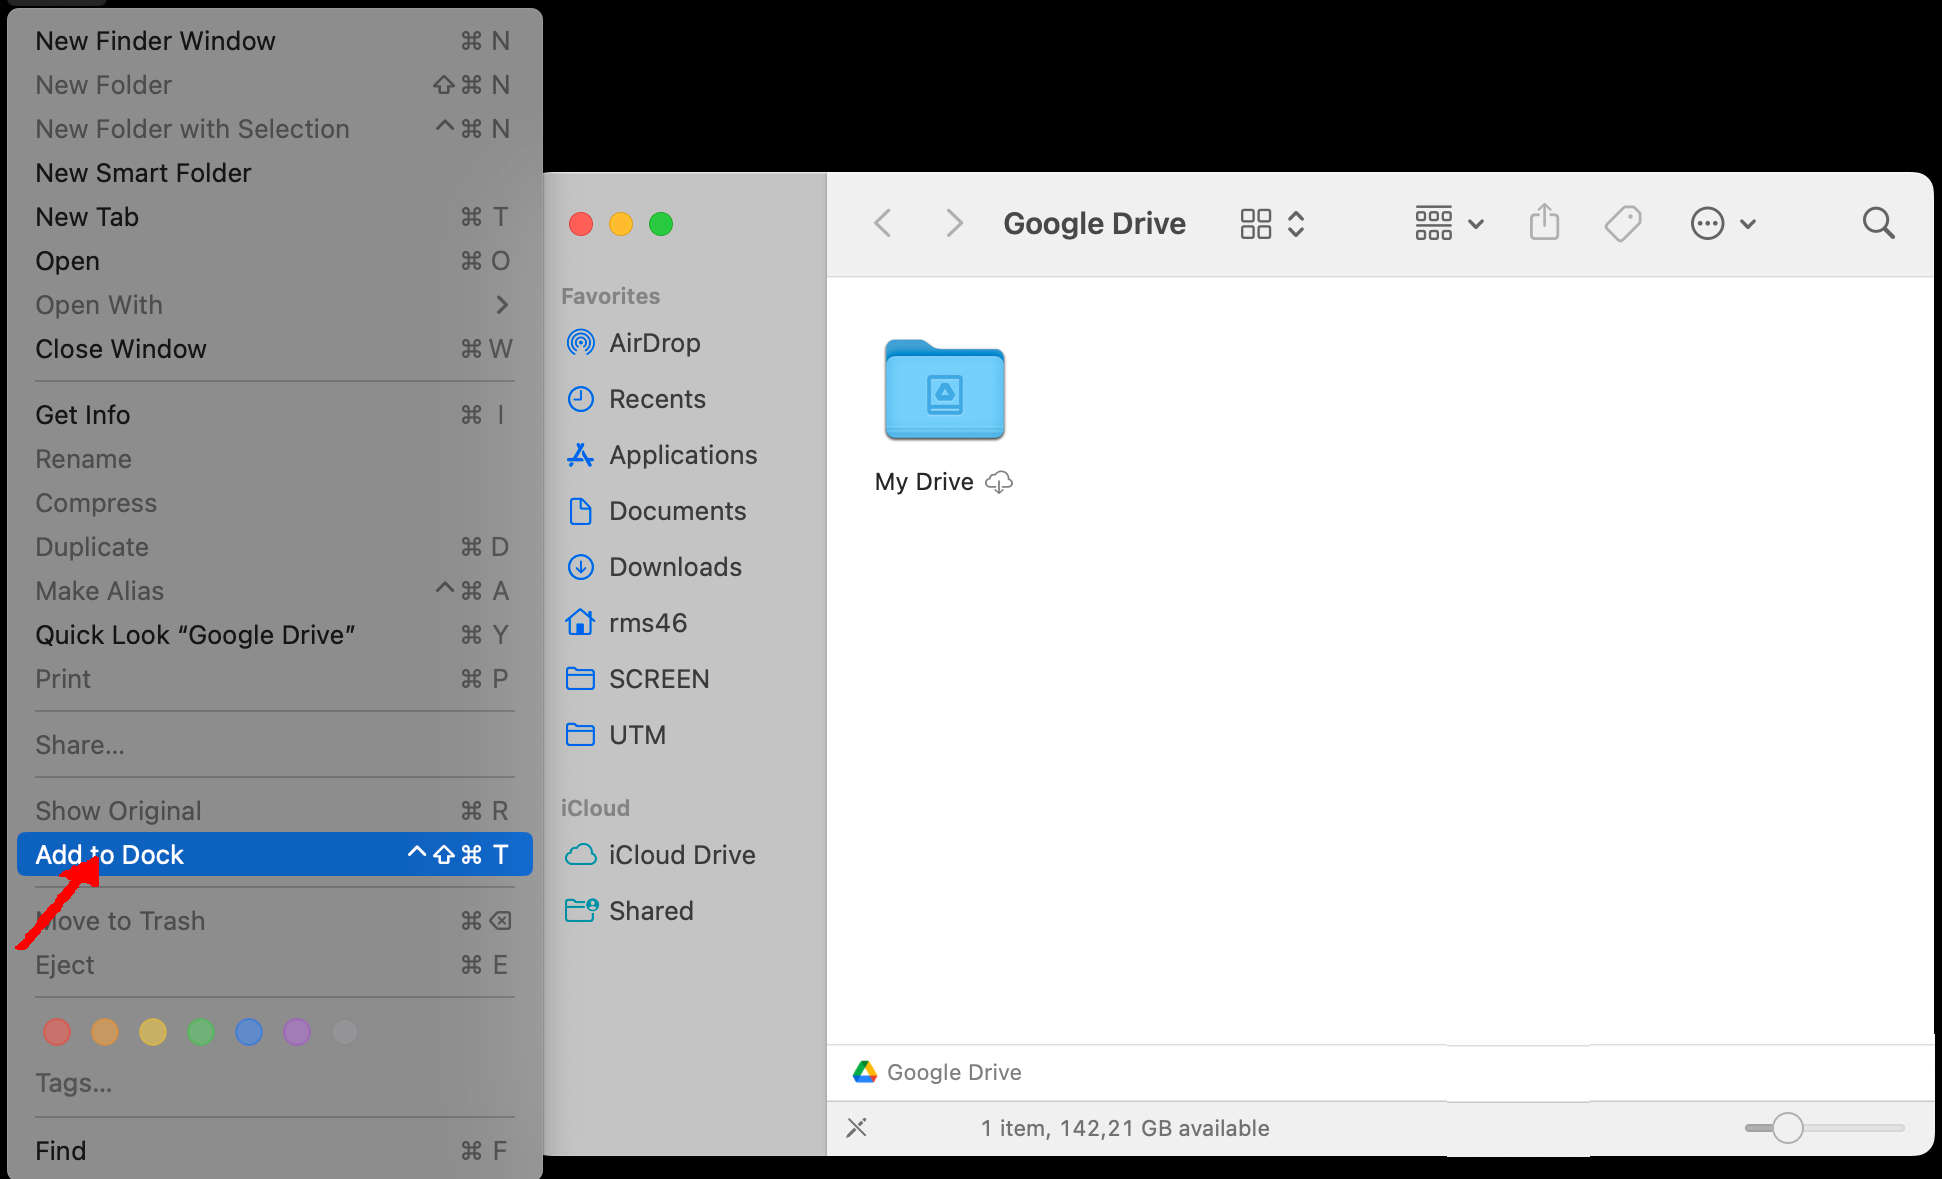 New Finder Window ⌘ N
New Folder ⇧ ⌘ N
New Folder with Selection ^ ⌘ N
New Smart Folder
New Tab ⌘ T
Open ⌘ O
Open With
Close Window ⌘ W
Get Info ⌘ I
Rename
Compress
Duplicate ⌘ D
Make Alias ^ ⌘ A
Quick Look “Google Drive” ⌘ Y
Print ⌘ P
Share...
Show Original ⌘ R
Add to Dock ^ ⇧ ⌘ T
Move to Trash ⌘ ⌫
Eject ⌘ E
Tags...
Find ⌘ F
Favorites
AirDrop
Recents
Applications
Documents
Downloads
rms46
SCREEN
UTM
iCloud
iCloud Drive
Shared
Google Drive
My Drive
Google Drive
1 item, 142,21 GB available